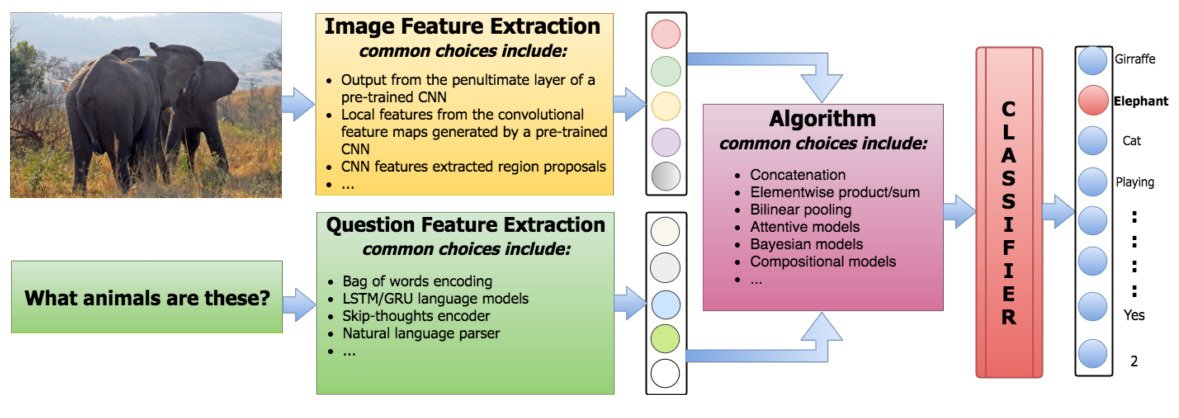 Image Feature Extraction
common choices include:
• Output from the penultimate layer of a
pre-trained CNN
• Local features from the convolutional
feature maps generated by a pre-trained
CNN
• CNN features extracted region proposals
• ...
What animals are these?
Question Feature Extraction
common choices include:
• Bag of words encoding
• LSTM/GRU language models
• Skip-thoughts encoder
• Natural language parser
• ...
Algorithm
common choices include:
• Concatenation
• Elementwise product/sum
• Bilinear pooling
• Attentive models
• Bayesian models
• Compositional models
• ...
CLASSIFIER
Girraffe
Elephant
Cat
Playing
Yes
2